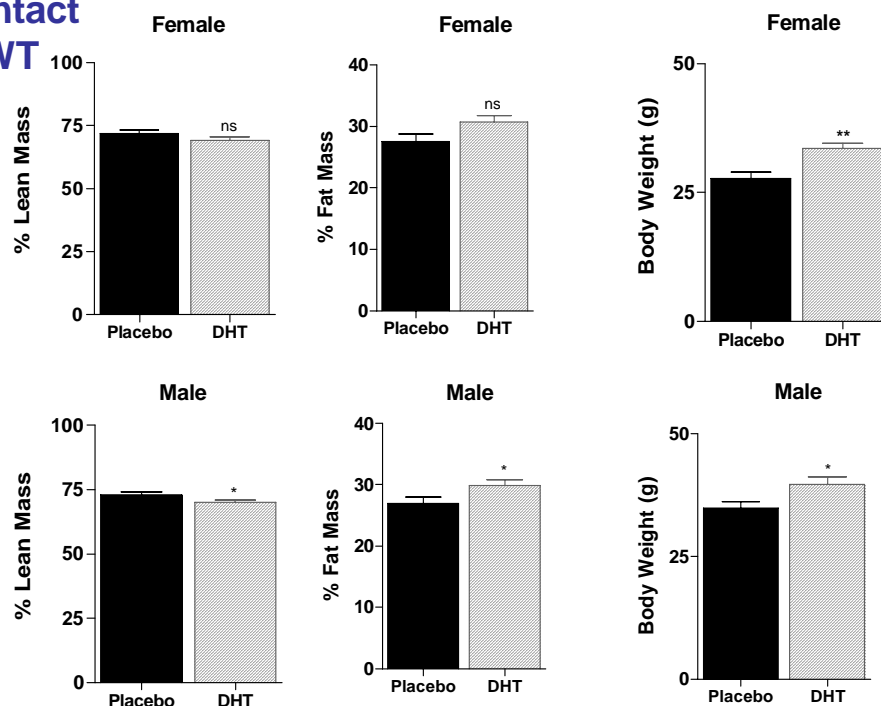 ntact
WT
Female
% Lean Mass
100
75
50
25
0
ns
Placebo DHT
Female
% Fat Mass
40
30
20
10
0
ns
Placebo DHT
Female
Body Weight (g)
50
25
0
**
Placebo DHT
Male
% Lean Mass
100
75
50
25
0
*
Placebo DHT
Male
% Fat Mass
40
30
20
10
0
*
Placebo DHT
Male
Body Weight (g)
50
25
0
*
Placebo DHT